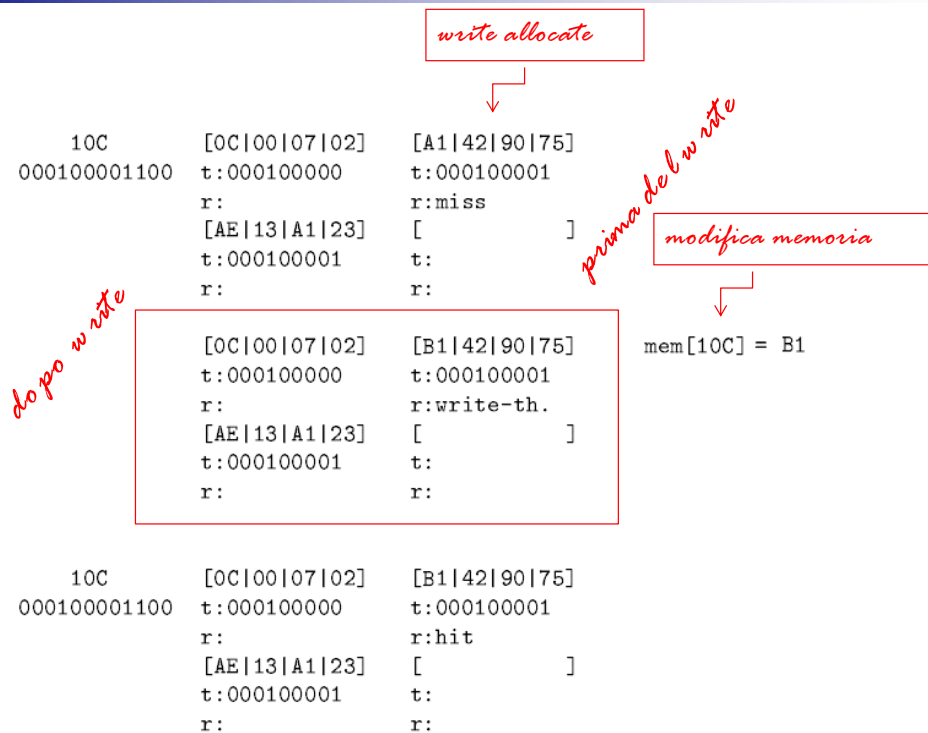 write allocate
10C [0C|00|07|02] [A1|42|90|75]
000100001100 t:000100000 t:000100001
r: r:miss
[AE|13|A1|23] [ ]
t:000100001 t:
r: r:
prima del write
modifica memoria
dopo write
[0C|00|07|02] [B1|42|90|75] mem[10C] = B1
t:000100000 t:000100001
r: r:write-th.
[AE|13|A1|23] [ ]
t:000100001 t:
r: r:
10C [0C|00|07|02] [B1|42|90|75]
000100001100 t:000100000 t:000100001
r: r:hit
[AE|13|A1|23] [ ]
t:000100001 t:
r: r: